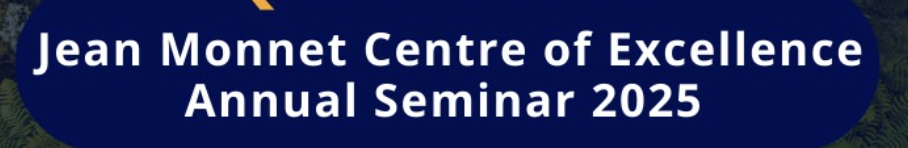 Jean Monnet Centre of Excellence
Annual Seminar 2025